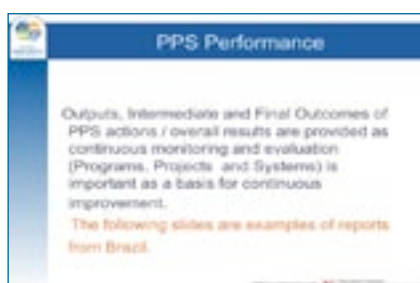 PPS Performance
Outputs, Intermediate and Final Outcomes of
PPS actions / overall results are provided as
continuous monitoring and evaluation
(Programs, Projects and Systems) is
important as a basis for continuous
improvement.
The following slides are examples of reports
from Brazil.